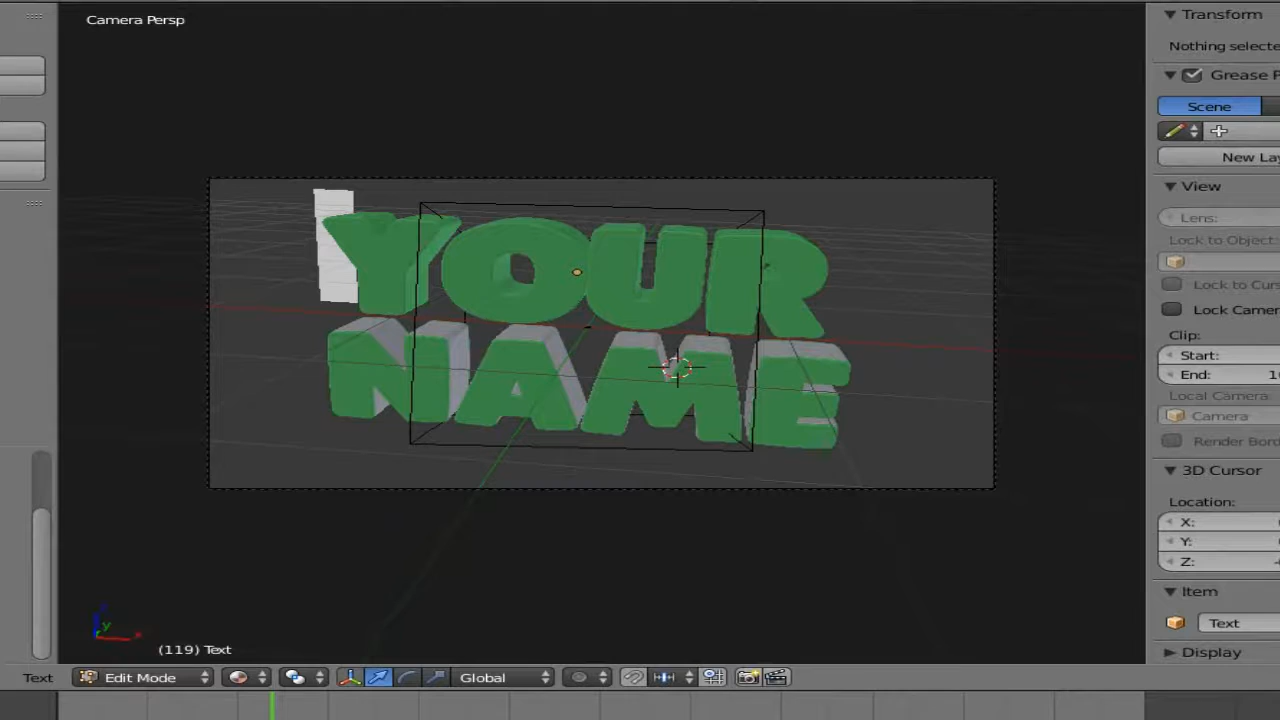 Camera Persp
Transform
Nothing selecte
Grease P
Scene
New Lay
View
Lens:
Lock to Object
Lock to Curs
Lock Camer
Clip:
Start:
End: 1
Local Camera:
Camera
Render Bord
3D Cursor
Location:
X:
Y:
Z:
Item
Text
Display
YOUR
NAME
y
(119) Text
Text
Edit Mode
Global